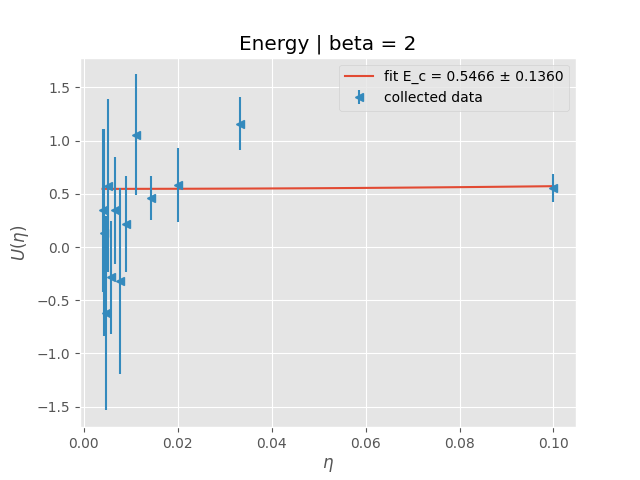 Energy | beta = 2
fit E_c = 0.5466 ± 0.1360
collected data
U(η)
1.5
1.0
0.5
0.0
−0.5
−1.0
−1.5
0.00
0.02
0.04
0.06
0.08
0.10
η